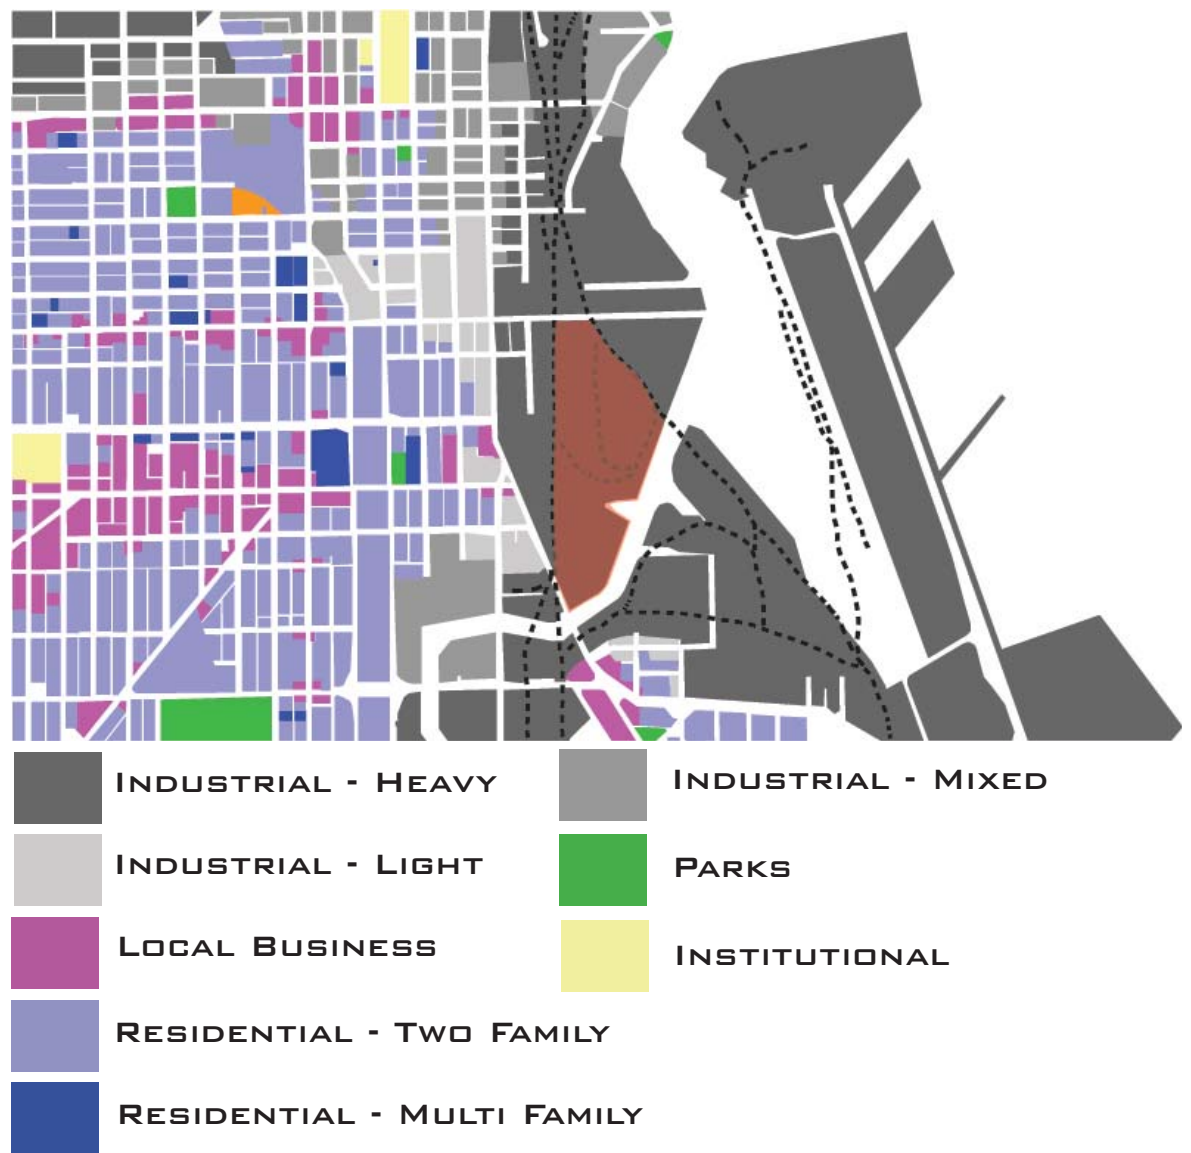 Industrial - Heavy
Industrial - Mixed
Industrial - Light
Parks
Local Business
Institutional
Residential - Two Family
Residential - Multi Family